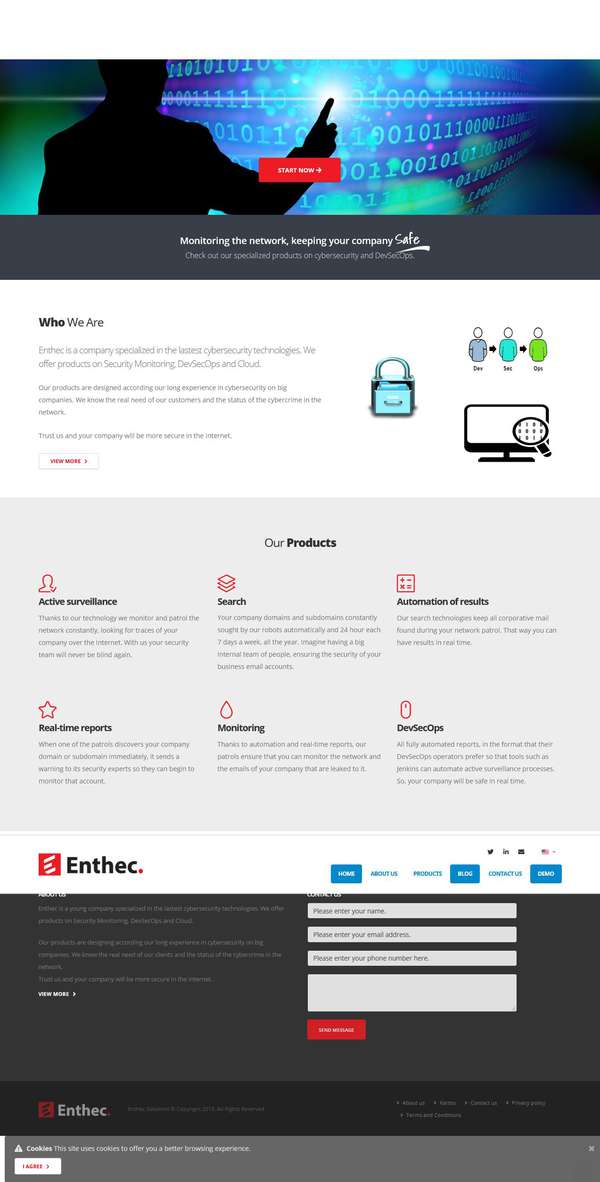 START NOW
Monitoring the network, keeping your company Safe
Check out our specialized products on cybersecurity and DevSecOps.
Who We Are
Enthec is a company specialized in the lastest cybersecurity technologies. We
offer products on Security Monitoring, DevSecOps and Cloud.
Our products are designed according our long experience in cybersecurity on big
companies. We know the real need of our customers and the status of the cybercrime in the
network.
Trust us and your company will be more secure in the internet.
VIEW MORE
Dev Sec Ops
Our Products
Active surveillance
Thanks to our technology we monitor and patrol the
network constantly, looking for traces of your
company over the Internet. With us your security
team will never be blind again.
Search
Your company domains and subdomains constantly
sought by our robots automatically and 24 hour each
7 days a week, all the year. Imagine having a big
internal team of people, ensuring the security of your
business email accounts.
Automation of results
Our search technologies keep all corporative mail
found during your network patrol. That way you can
have results in real time.
Real-time reports
When one of the patrols discovers your company
domain or subdomain immediately, it sends a
warning to its security experts so they can begin to
monitor that account.
Monitoring
Thanks to automation and real-time reports, our
patrols ensure that you can monitor the network and
the emails of your company that are leaked to it.
DevSecOps
All fully automated reports, in the format that their
DevSecOps operators prefer so that tools such as
Jenkins can automate active surveillance processes.
So, your company will be safe in real time.
Enthec.
HOME ABOUT US PRODUCTS BLOG CONTACT US DEMO
ABOUT US
Enthec is a young company specialized in the lastest cybersecurity technologies. We offer
products on Security Monitoring, DevSecOps and Cloud.
Our products are designing according our long experience in cybersecurity on big
companies. We know the real need of our clients and the status of the cybercrime in the
network.
Trust us and your company will be more secure in the internet.
VIEW MORE
CONTACT US
Please enter your name.
Please enter your email address.
Please enter your phone number here.
SEND MESSAGE
Enthec.
Enthec Solutions © Copyright 2019. All Rights Reserved.
About us Karma Contact us Privacy policy
Terms and Conditions
Cookies This site uses cookies to offer you a better browsing experience.
I AGREE